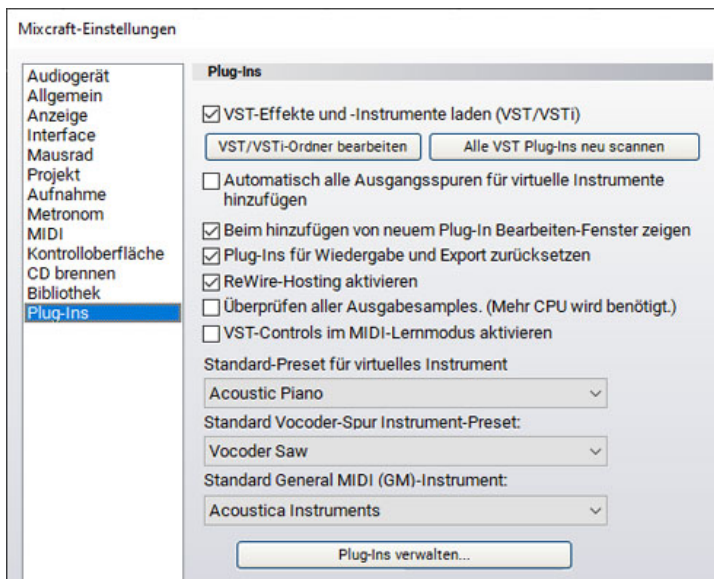 Mixcraft-Einstellungen
Audiogerät
Allgemein
Anzeige
Interface
Mausrad
Projekt
Aufnahme
Metronom
MIDI
Kontrolloberfläche
CD brennen
Bibliothek
Plug-Ins
Plug-Ins
VST-Effekte und -Instrumente laden (VST/VSTi)
VST/VSTi-Ordner bearbeiten
Alle VST Plug-Ins neu scannen
Automatisch alle Ausgangsspuren für virtuelle Instrumente
hinzufügen
Beim hinzufügen von neuem Plug-In Bearbeiten-Fenster zeigen
Plug-Ins für Wiedergabe und Export zurücksetzen
ReWire-Hosting aktivieren
Überprüfen aller Ausgabesamples. (Mehr CPU wird benötigt.)
VST-Controls im MIDI-Lernmodus aktivieren
Standard-Preset für virtuelles Instrument
Acoustic Piano
Standard Vocoder-Spur Instrument-Preset:
Vocoder Saw
Standard General MIDI (GM)-Instrument:
Acoustica Instruments
Plug-Ins verwalten...